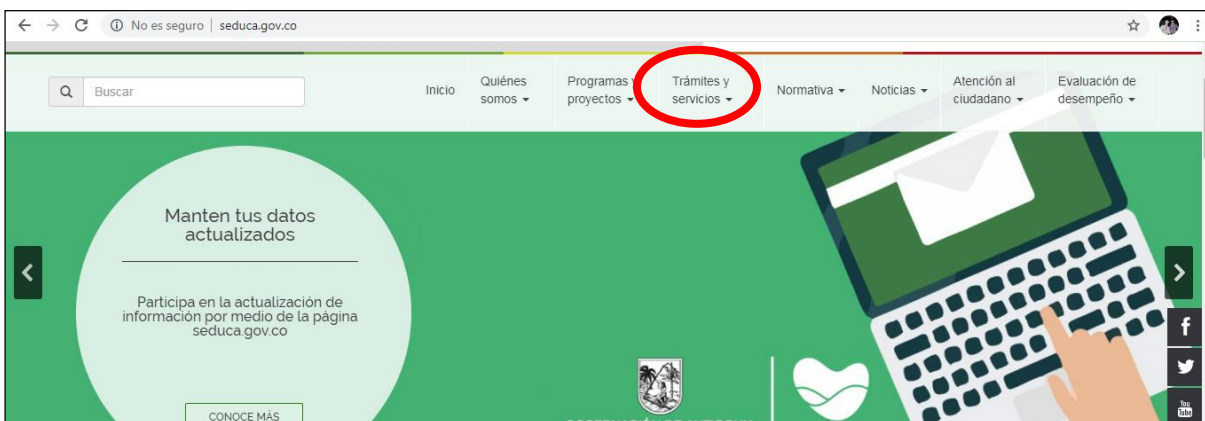 No es seguro | seduca.gov.co
Buscar
Inicio
Quiénes
somos
Programas y
proyectos
Trámites y
servicios
Normativa
Noticias
Atención al
ciudadano
Evaluación de
desempeño
Manten tus datos
actualizados
Participa en la actualización de
información por medio de la página
seduca.gov.co
CONOCE MÁS
f
You
Tube